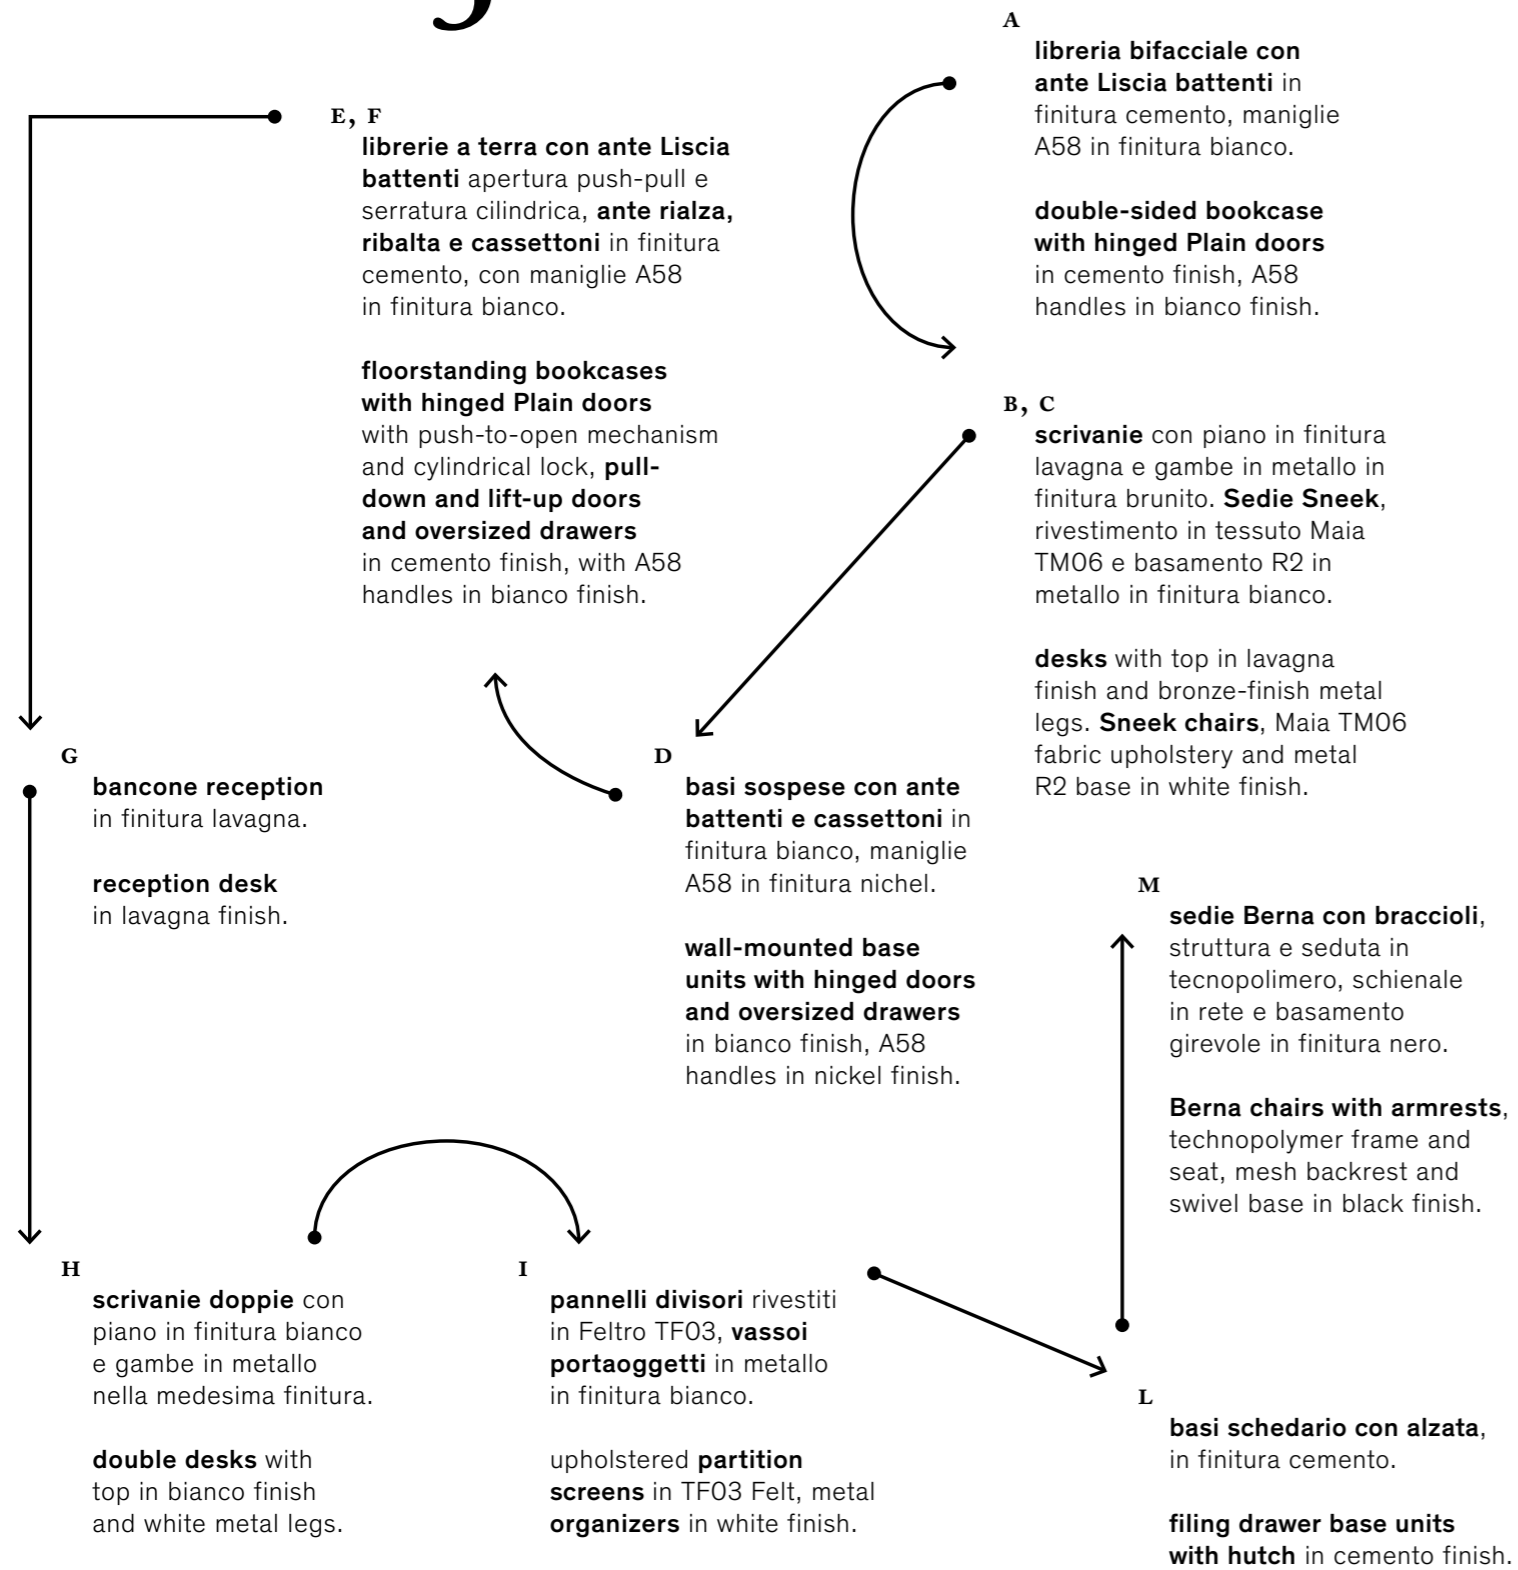 A
libreria bifacciale con
ante Liscia battenti in
finitura cemento, maniglie
A58 in finitura bianco.
double-sided bookcase
with hinged Plain doors
in cemento finish, A58
handles in bianco finish.
B, C
scrivanie con piano in finitura
lavagna e gambe in metallo in
finitura brunito. Sedie Sneek,
rivestimento in tessuto Maia
TM06 e basamento R2 in
metallo in finitura bianco.
desks with top in lavagna
finish and bronze-finish metal
legs. Sneek chairs, Maia TM06
fabric upholstery and metal
R2 base in white finish.
D
basi sospese con ante
battenti e cassettoni in
finitura bianco, maniglie
A58 in finitura nichel.
wall-mounted base
units with hinged doors
and oversized drawers
in bianco finish, A58
handles in nickel finish.
E, F
librerie a terra con ante Liscia
battenti apertura push-pull e
serratura cilindrica, ante rialza,
ribalta e cassettoni in finitura
cemento, con maniglie A58
in finitura bianco.
floorstanding bookcases
with hinged Plain doors
with push-to-open mechanism
and cylindrical lock, pull-
down and lift-up doors
and oversized drawers
in cemento finish, with A58
handles in bianco finish.
G
bancone reception
in finitura lavagna.
reception desk
in lavagna finish.
H
scrivanie doppie con
piano in finitura bianco
e gambe in metallo
nella medesima finitura.
double desks with
top in bianco finish
and white metal legs.
I
pannelli divisori rivestiti
in Feltro TF03, vassoi
portaoggetti in metallo
in finitura bianco.
upholstered partition
screens in TF03 Felt, metal
organizers in white finish.
L
basi schedario con alzata,
in finitura cemento.
filing drawer base units
with hutch in cemento finish.
M
sedie Berna con braccioli,
struttura e seduta in
tecnopolimero, schienale
in rete e basamento
girevole in finitura nero.
Berna chairs with armrests,
technopolymer frame and
seat, mesh backrest and
swivel base in black finish.